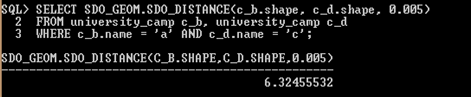 SQL> SELECT SDO_GEOM.SDO_DISTANCE(c_b.shape, c_d.shape, 0.005)
2 FROM university_camp c_b, university_camp c_d
3 WHERE c_b.name = 'a' AND c_d.name = 'c';
SDO_GEOM.SDO_DISTANCE(C_B.SHAPE,C_D.SHAPE,0.005)
------------------------------------------------
6.32455532